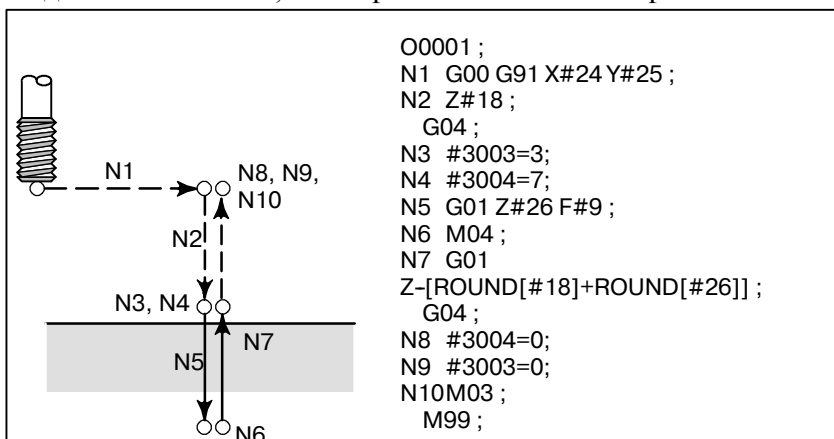 O0001 ;
N1 G00 G91 X#24 Y#25 ;
N2 Z#18 ;
G04 ;
N3 #3003=3;
N4 #3004=7;
N5 G01 Z#26 F#9 ;
N6 M04 ;
N7 G01
Z-[ROUND[#18]+ROUND[#26]] ;
G04 ;
N8 #3004=0;
N9 #3003=0;
N10M03 ;
M99 ;
N1
N8, N9,
N10
N2
N3, N4
N7
N5
N6